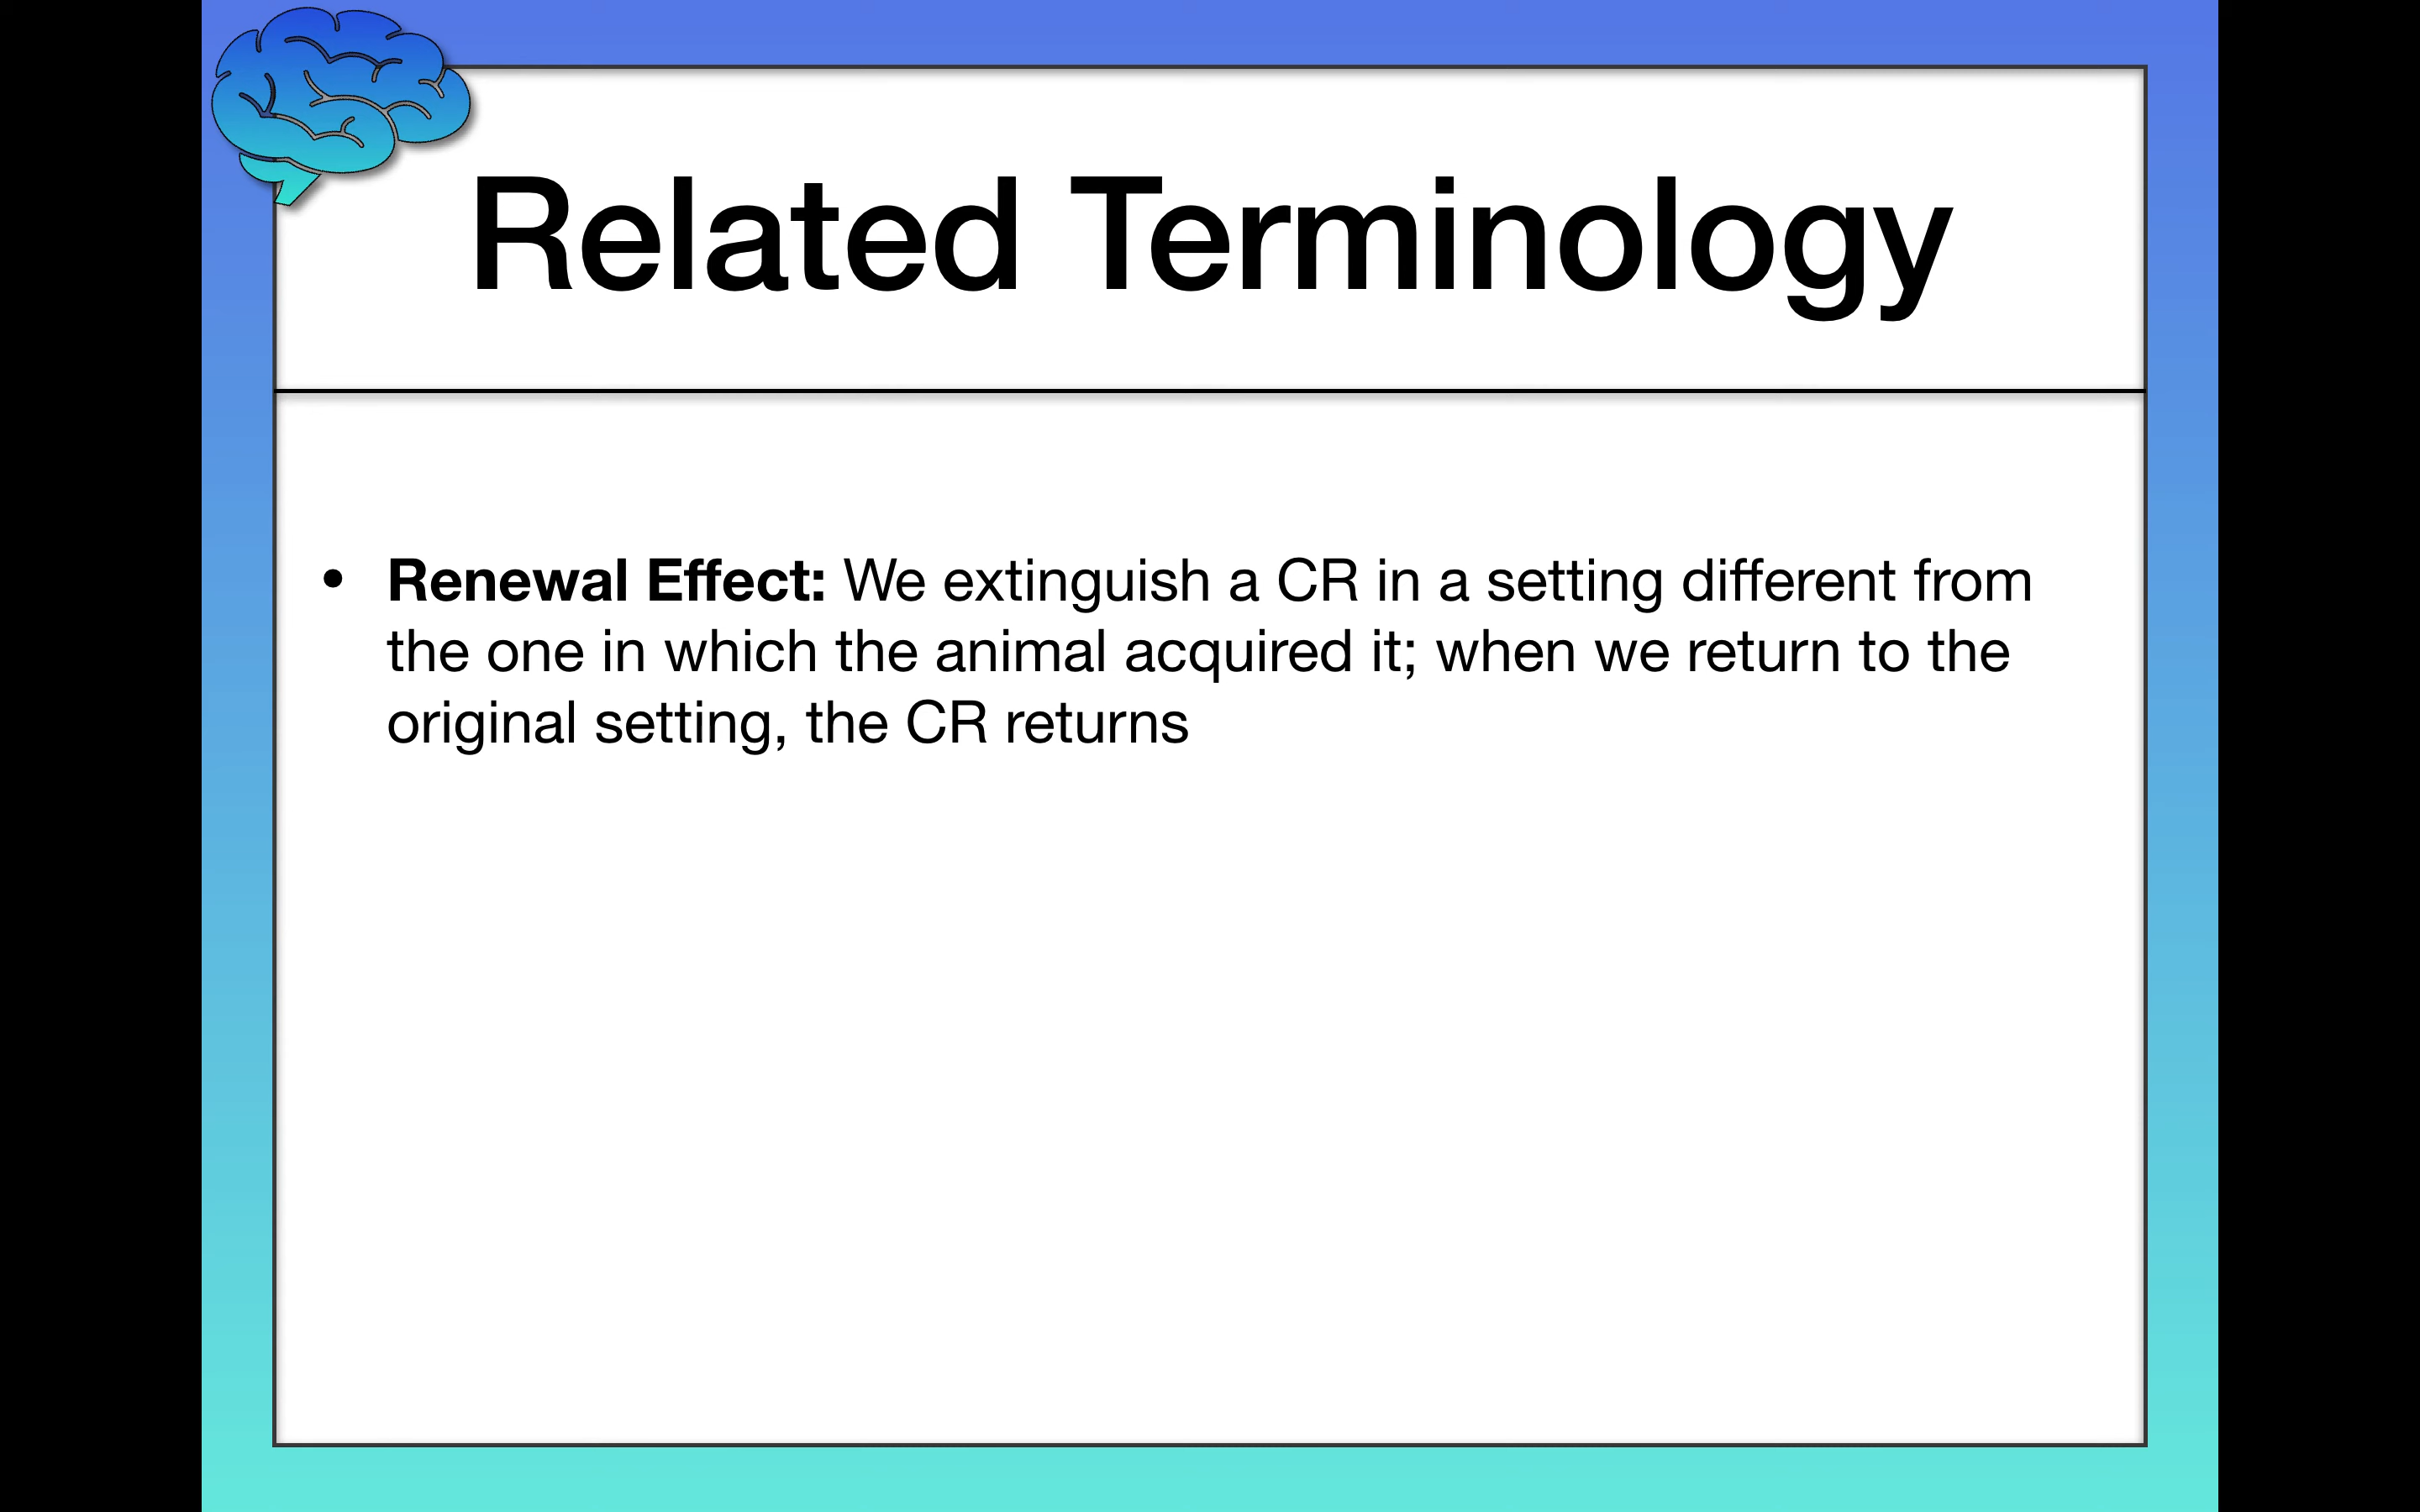 Related Terminology
• Renewal Effect: We extinguish a CR in a setting different from
the one in which the animal acquired it; when we return to the
original setting, the CR returns